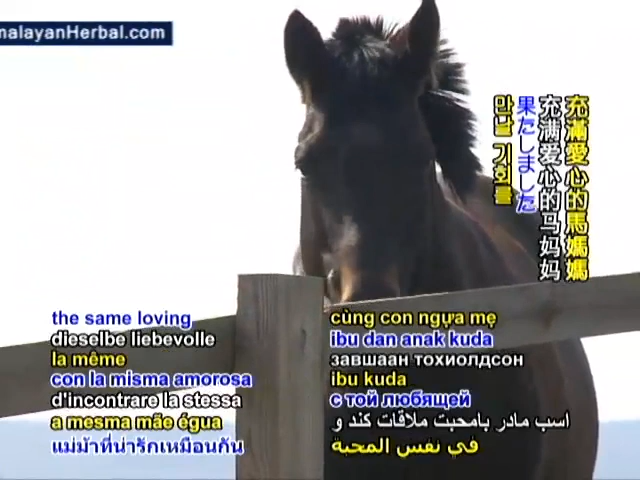 malayanHerbal.com
充滿愛心的馬媽媽
充满爱心的马妈妈
果たしました
만날 기회를
the same loving
dieselbe liebevolle
la même
con la misma amorosa
d'incontrare la stessa
a mesma mãe égua
แม่ม้าที่น่ารักเหมือนกัน
cùng con ngựa mẹ
ibu dan anak kuda
завшаан тохиолдсон
ibu kuda
с той любящей
اسب مادر بامحبت ملاقات کند و
في نفس المحبة